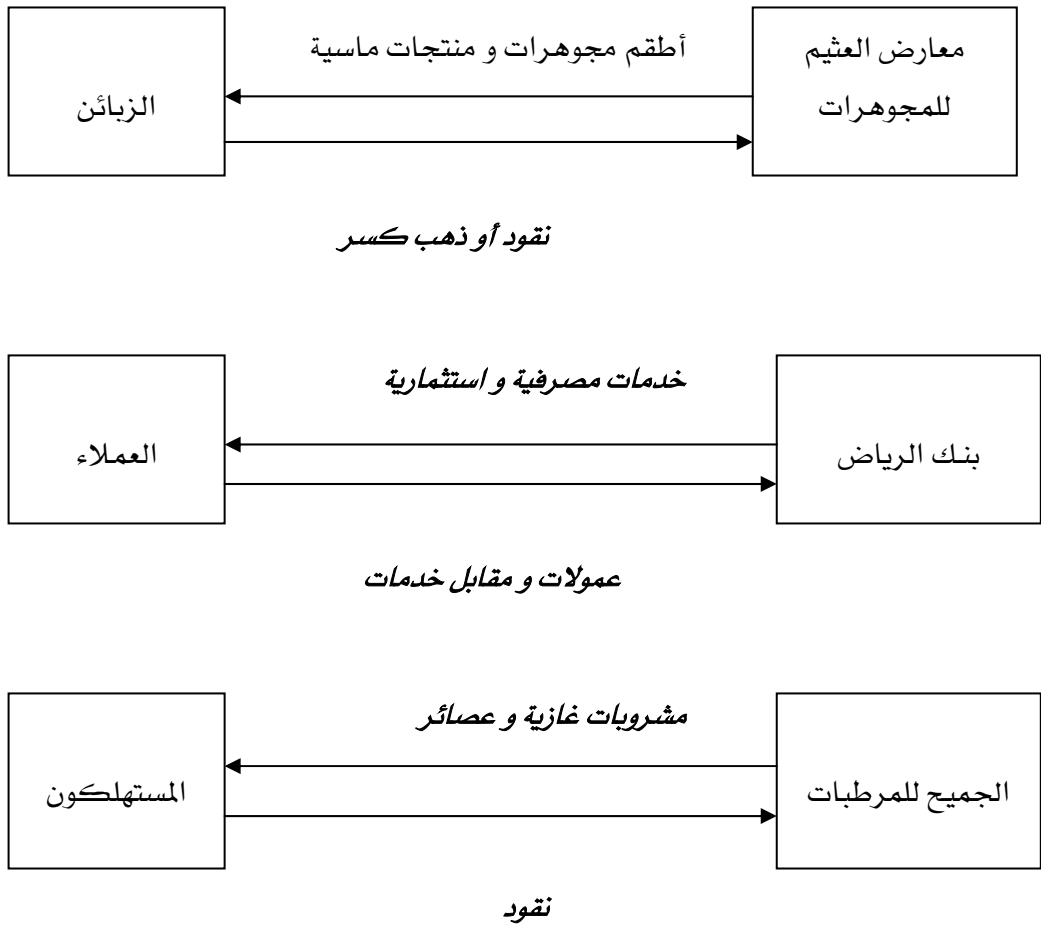 معارض العثيم
للمجوهرات
أطقم مجوهرات و منتجات ماسية
الزبائن
نقود أو ذهب كسر
بنك الرياض
خدمات مصرفية و استثمارية
العملاء
عمولات و مقابل خدمات
الجميح للمرطبات
مشروبات غازية و عصائر
المستهلكون
نقود